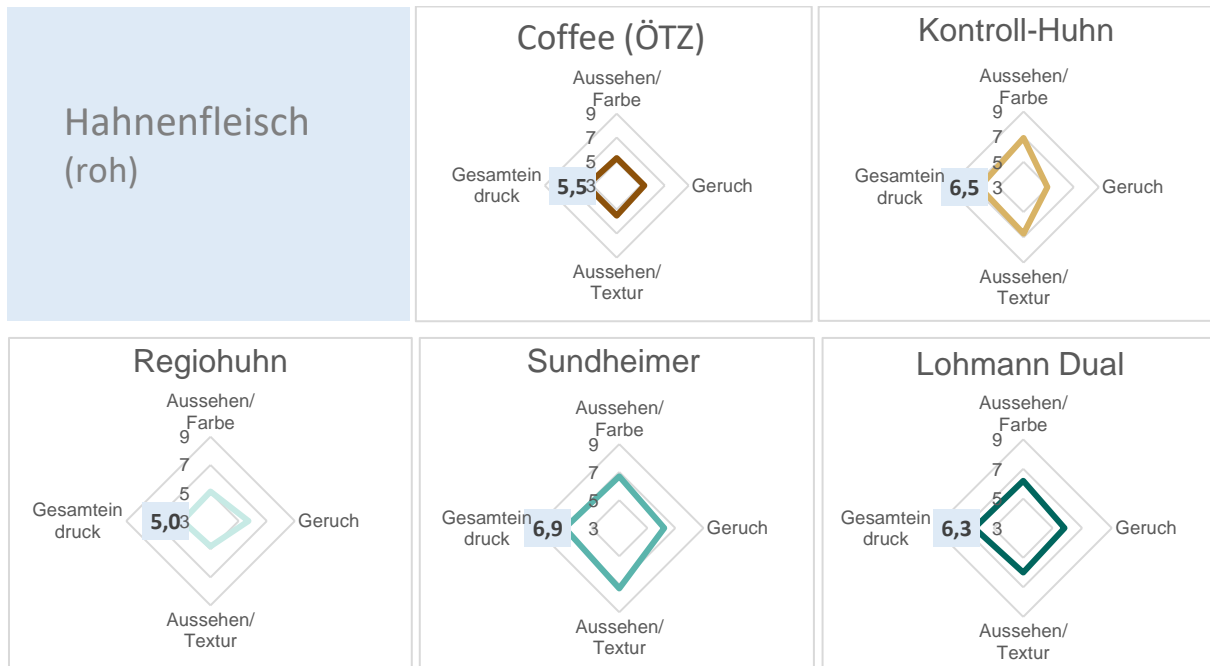 Hahnenfleisch
(roh)
Coffee (ÖTZ)
Aussehen/
Farbe
9
7
5
3
Gesamtein
druck
5,5
Geruch
Aussehen/
Textur
Kontroll-Huhn
Aussehen/
Farbe
9
7
5
3
Gesamtein
druck
6,5
Geruch
Aussehen/
Textur
Regiohuhn
Aussehen/
Farbe
9
7
5
3
Gesamtein
druck
5,0
Geruch
Aussehen/
Textur
Sundheimer
Aussehen/
Farbe
9
7
5
3
Gesamtein
druck
6,9
Geruch
Aussehen/
Textur
Lohmann Dual
Aussehen/
Farbe
9
7
5
3
Gesamtein
druck
6,3
Geruch
Aussehen/
Textur